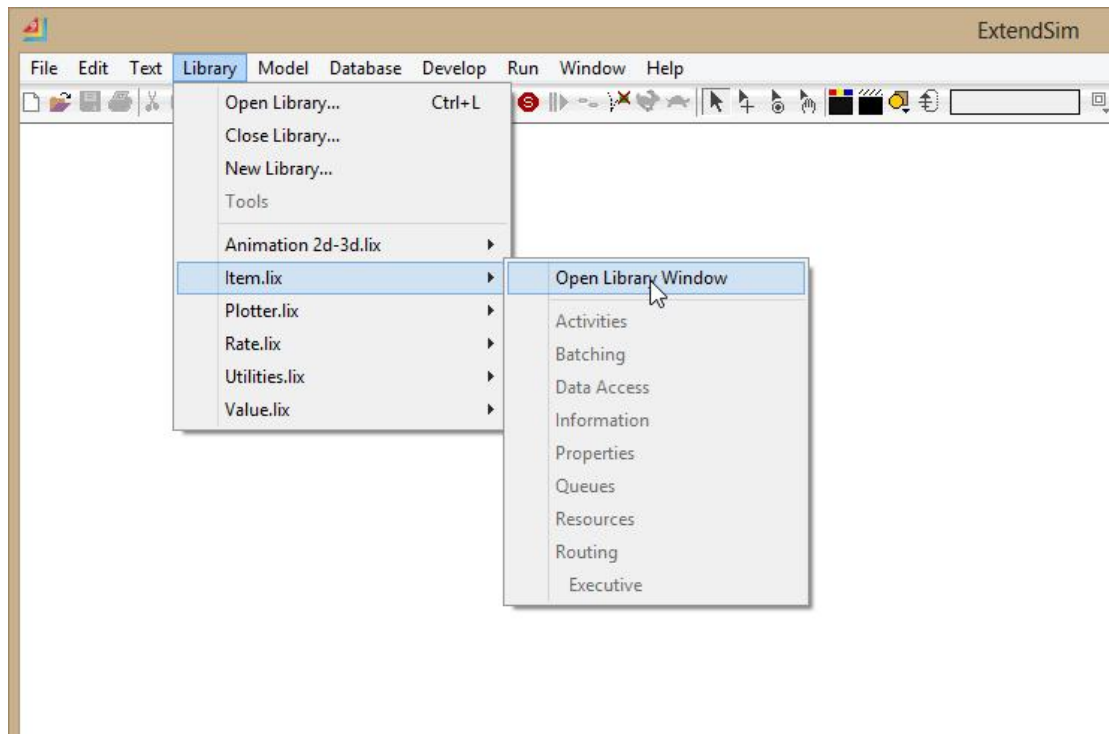 ExtendSim
File Edit Text Library Model Database Develop Run Window Help
Open Library... Ctrl+L
Close Library...
New Library...
Tools
Animation 2d-3d.lix
Item.lix
Plotter.lix
Rate.lix
Utilities.lix
Value.lix
Open Library Window
Activities
Batching
Data Access
Information
Properties
Queues
Resources
Routing
Executive